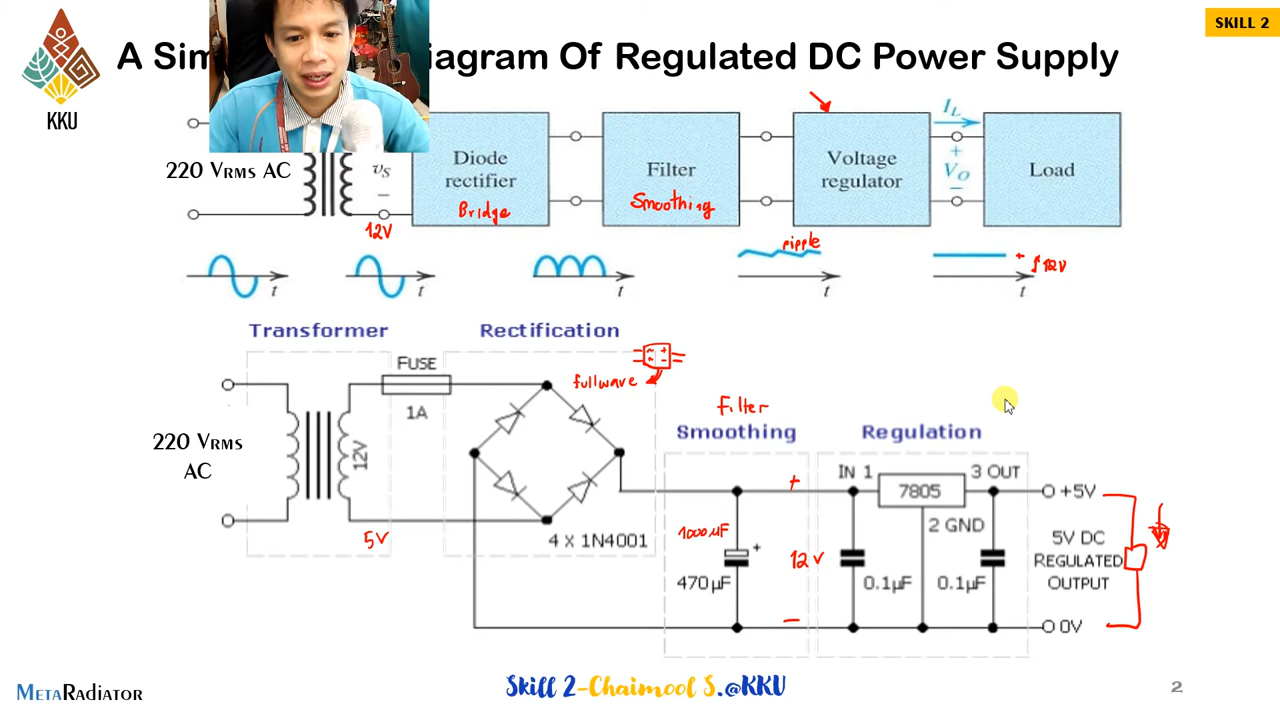 SKILL 2
A Sim iagram Of Regulated DC Power Supply
KKU
220 VRMS AC
vS
−
12V
Diode
rectifier
Bridge
Filter
Smoothing
Voltage
regulator
IL
+
VO
−
Load
t
t
t
ripple
t
+
12V
t
Transformer
Rectification
FUSE
1A
fullwave
220 VRMS
AC
12V
5V
4 x 1N4001
Filter
Smoothing
Regulation
+
IN 1
7805
3 OUT
+5V
1000µF
+
470µF
12V
−
0.1µF
2 GND
0.1µF
5V DC
REGULATED
OUTPUT
0V
METARADIATOR
Skill 2-Chaimool S.@KKU
2